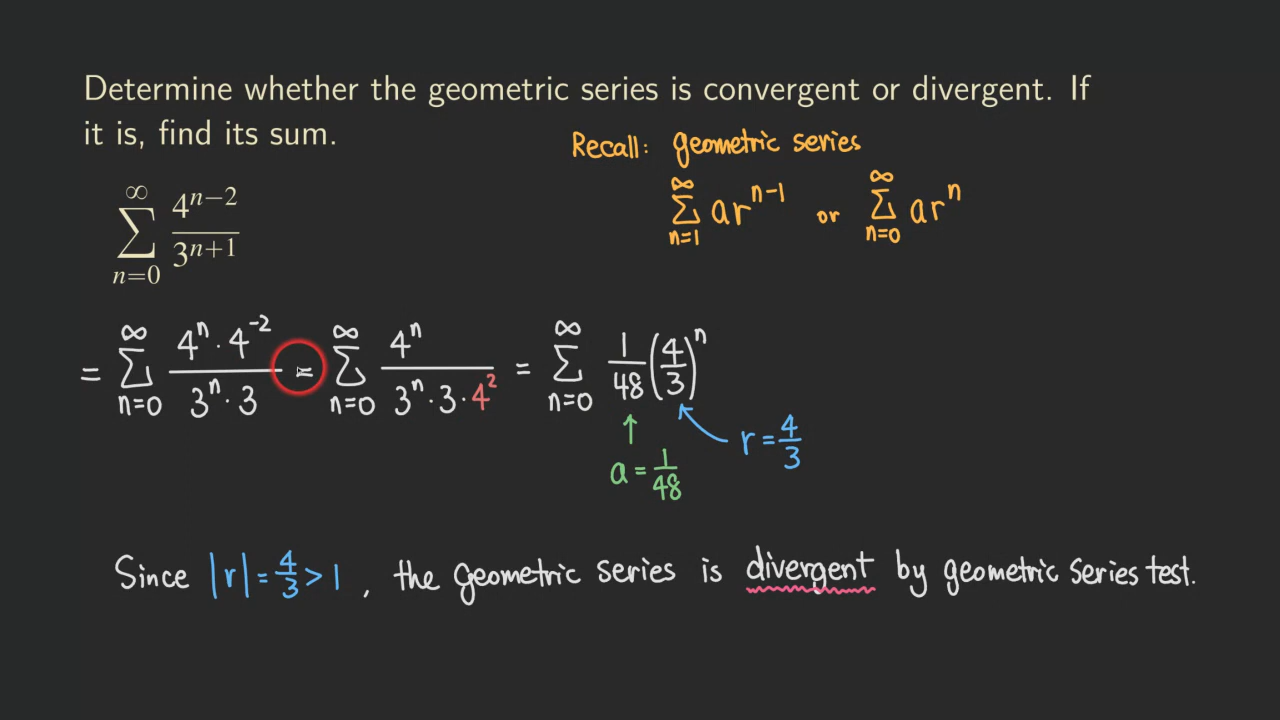 Determine whether the geometric series is convergent or divergent. If
it is, find its sum.
Recall: geometric series
∑_{n=1}^{∞} ar^{n-1} or ∑_{n=0}^{∞} ar^n
∑_{n=0}^{∞} 4^{n−2}/3^{n+1}
= ∑_{n=0}^{∞} (4^n · 4^{-2})/(3^n · 3) = ∑_{n=0}^{∞} 4^n/(3^n · 3 · 4^2) = ∑_{n=0}^{∞} 1/48 (4/3)^n
r = 4/3
a = 1/48
Since |r| = 4/3 > 1, the geometric series is divergent by geometric series test.